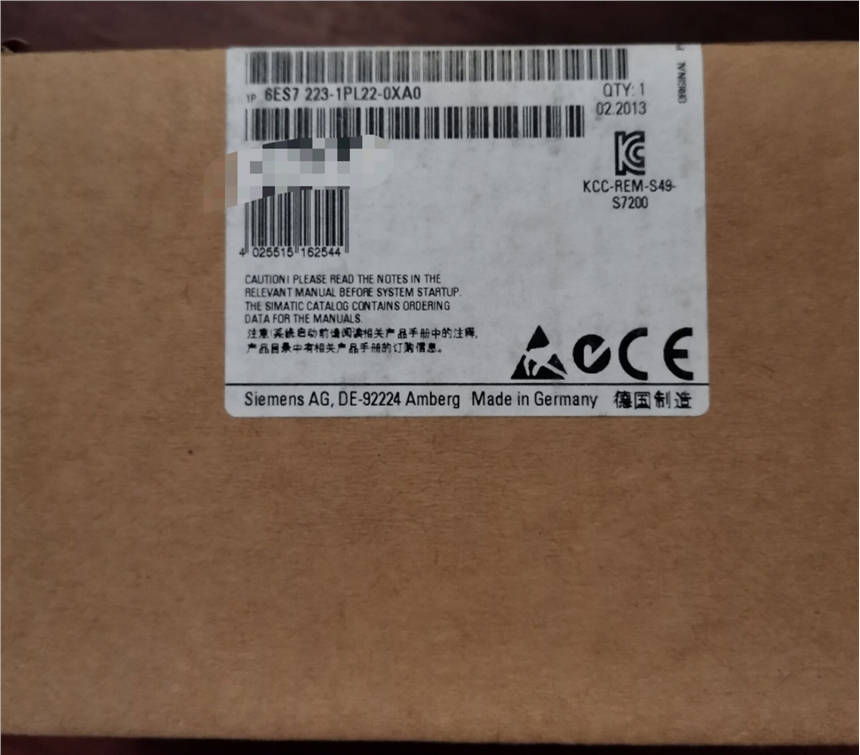 1P 6ES7 223-1PL22-0XA0
QTY: 1
02.2013
ORIGINAL
KCC-REM-S49-
S7200
4 025515 162544
CAUTION! PLEASE READ THE NOTES IN THE
RELEVANT MANUAL BEFORE SYSTEM STARTUP.
THE SIMATIC CATALOG CONTAINS ORDERING
DATA FOR THE MANUALS.
注意!系统启动前请阅读相关产品手册中的注释,
产品目录中有相关产品手册的订购信息。
CE
Siemens AG, DE-92224 Amberg Made in Germany 德国制造